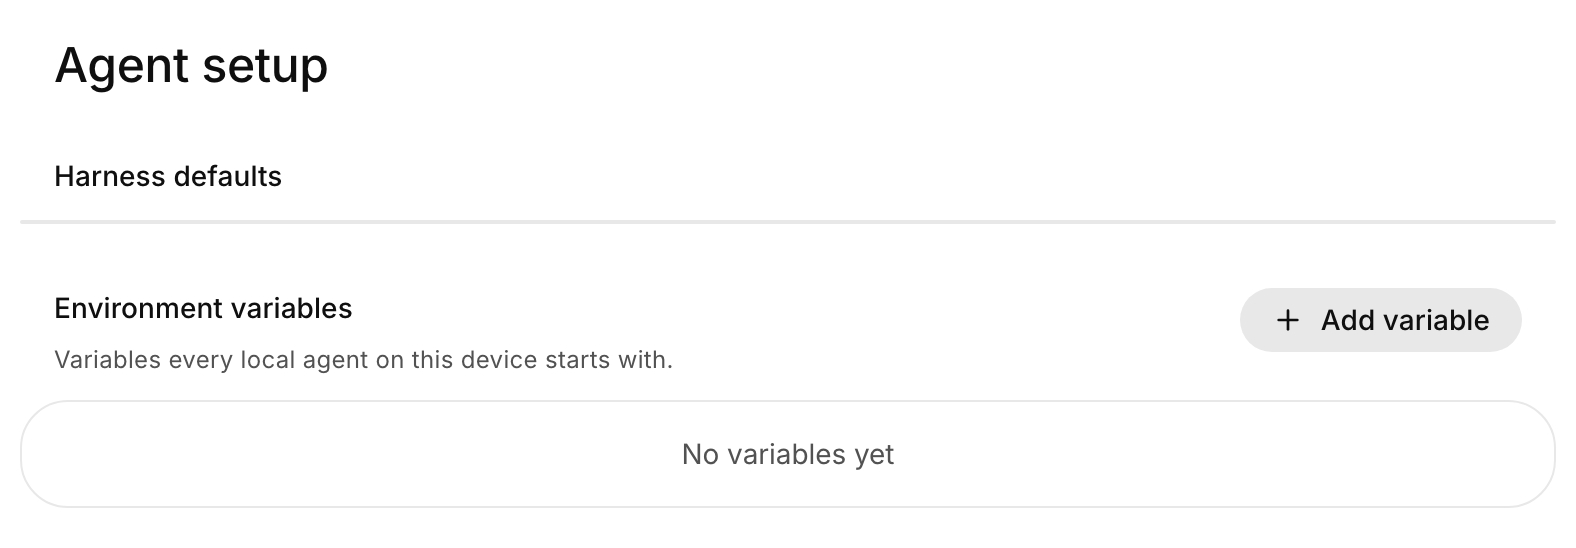 Agent setup
Harness defaults
Environment variables
Add variable
Variables every local agent on this device starts with.
No variables yet